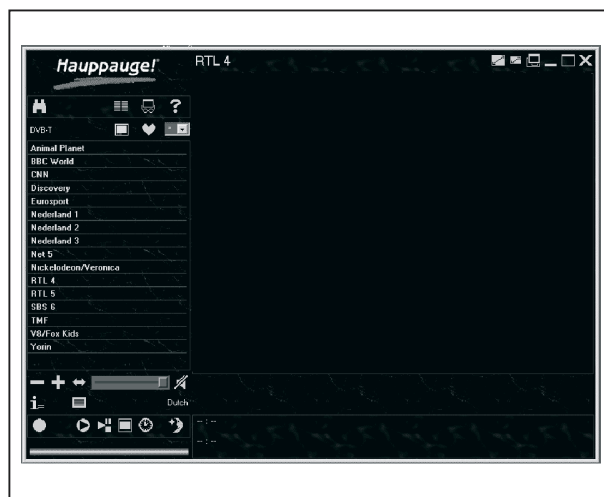 Hauppauge!
RTL 4
?
DVB-T
Animal Planet
BBC World
CNN
Discovery
Eurosport
Nederland 1
Nederland 2
Nederland 3
Net 5
Nickelodeon/Veronica
RTL 4
RTL 5
SBS 6
TMF
V8/Fox Kids
Yorin
Dutch
-- : --
-- : --